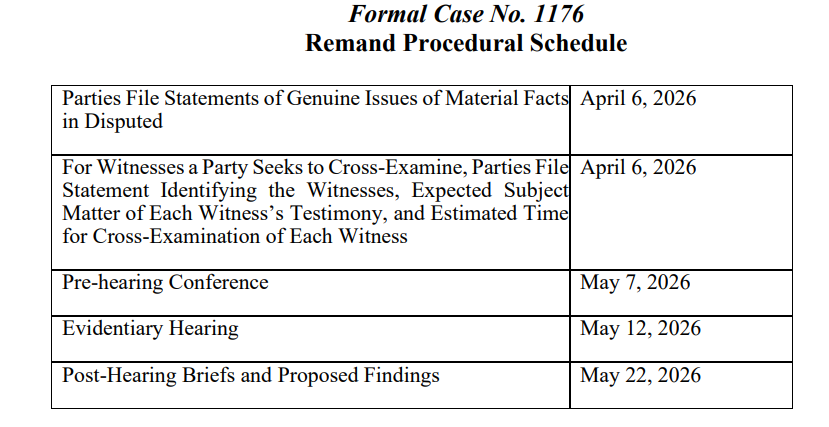 Formal Case No. 1176
Remand Procedural Schedule
Parties File Statements of Genuine Issues of Material Facts
in Disputed
April 6, 2026
For Witnesses a Party Seeks to Cross-Examine, Parties File
Statement Identifying the Witnesses, Expected Subject
Matter of Each Witness’s Testimony, and Estimated Time
for Cross-Examination of Each Witness
April 6, 2026
Pre-hearing Conference
May 7, 2026
Evidentiary Hearing
May 12, 2026
Post-Hearing Briefs and Proposed Findings
May 22, 2026